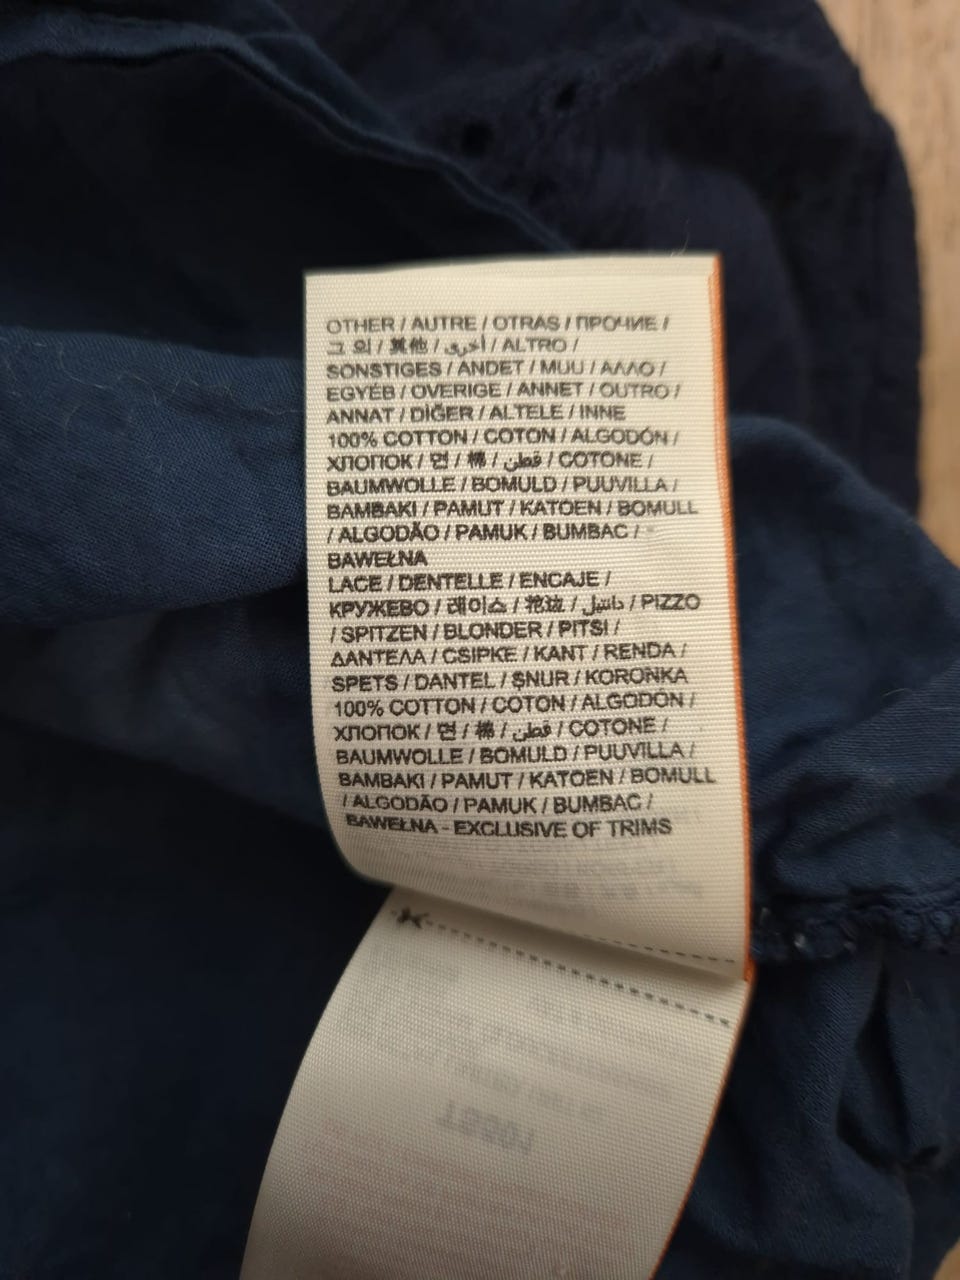 OTHER / AUTRE / OTRAS / ПРОЧИЕ /
그 외 / 其他 / أخرى / ALTRO /
SONSTIGES / ANDET / MUU / ΑΛΛΟ /
EGYÉB / OVERIGE / ANNET / OUTRO /
ANNAT / DİĞER / ALTELE / INNE
100% COTTON / COTON / ALGODÓN /
ХЛОПОК / 면 / 棉 / قطن / COTONE /
BAUMWOLLE / BOMULD / PUUVILLA /
BAMBAKI / PAMUT / KATOEN / BOMULL
/ ALGODÃO / PAMUK / BUMBAC /
BAWEŁNA
LACE / DENTELLE / ENCAJE /
КРУЖЕВО / 레이스 / 花边 / دانتيل / PIZZO
/ SPITZEN / BLONDER / PITSI /
ΔΑΝΤΕΛΑ / CSIPKE / KANT / RENDA /
SPETS / DANTEL / ŞNUR / KORONKA
100% COTTON / COTON / ALGODÓN /
ХЛОПОК / 면 / 棉 / قطن / COTONE /
BAUMWOLLE / BOMULD / PUUVILLA /
BAMBAKI / PAMUT / KATOEN / BOMULL
/ ALGODÃO / PAMUK / BUMBAC /
BAWEŁNA - EXCLUSIVE OF TRIMS